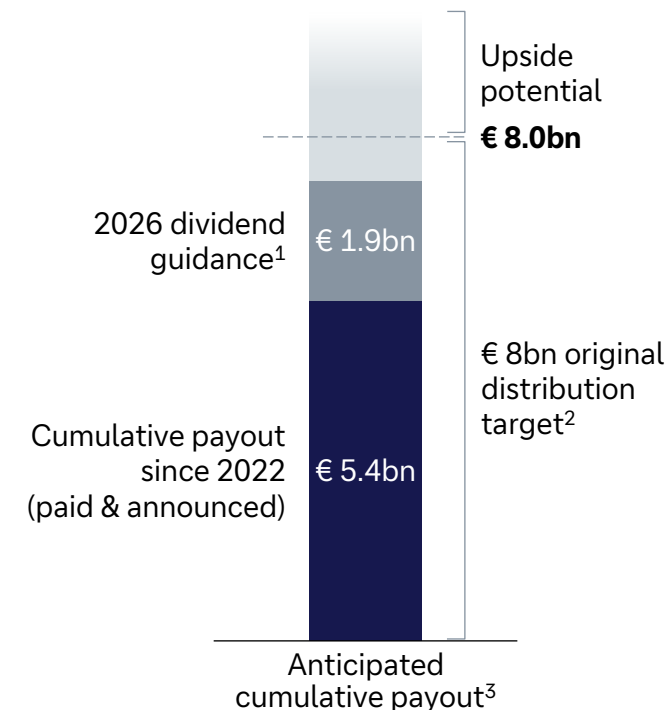 Upside
potential
€ 8.0bn
2026 dividend
guidance1
€ 1.9bn
€ 8bn original
distribution
target2
Cumulative payout
since 2022
(paid & announced)
€ 5.4bn
Anticipated
cumulative payout3